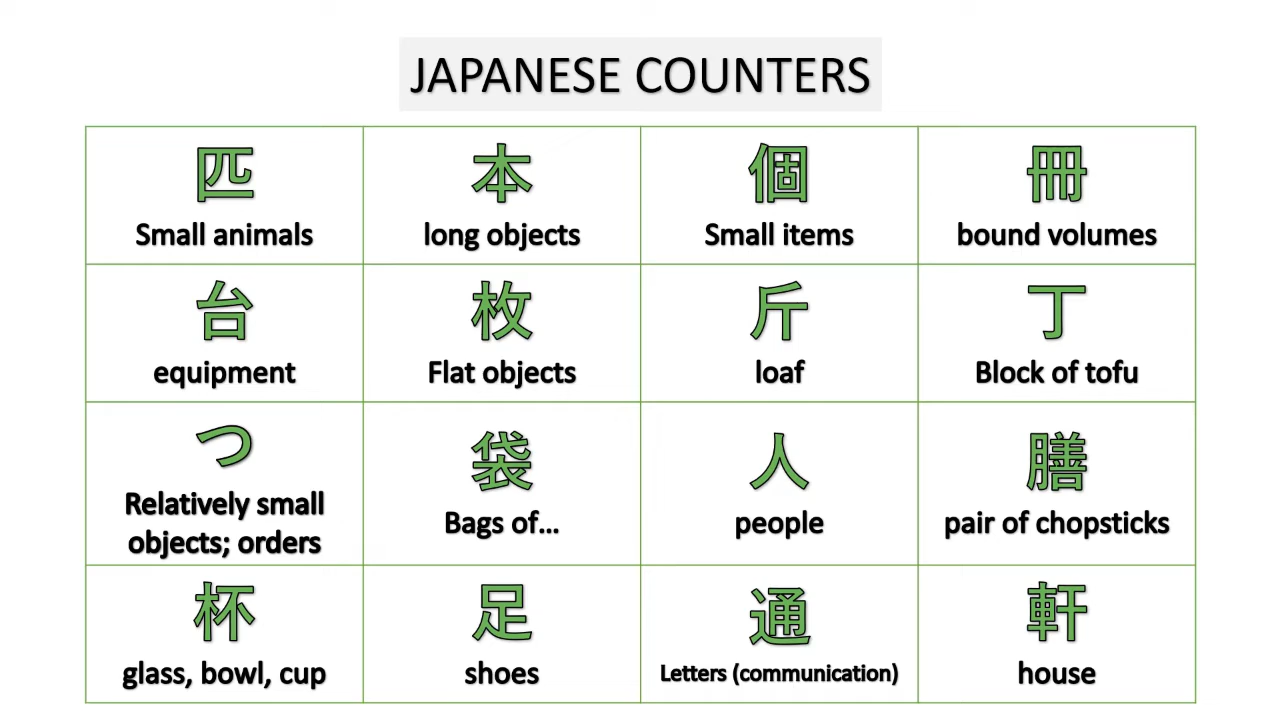 JAPANESE COUNTERS
匹
Small animals
本
long objects
個
Small items
冊
bound volumes
台
equipment
枚
Flat objects
斤
loaf
丁
Block of tofu
つ
Relatively small
objects; orders
袋
Bags of...
人
people
膳
pair of chopsticks
杯
glass, bowl, cup
足
shoes
通
Letters (communication)
軒
house